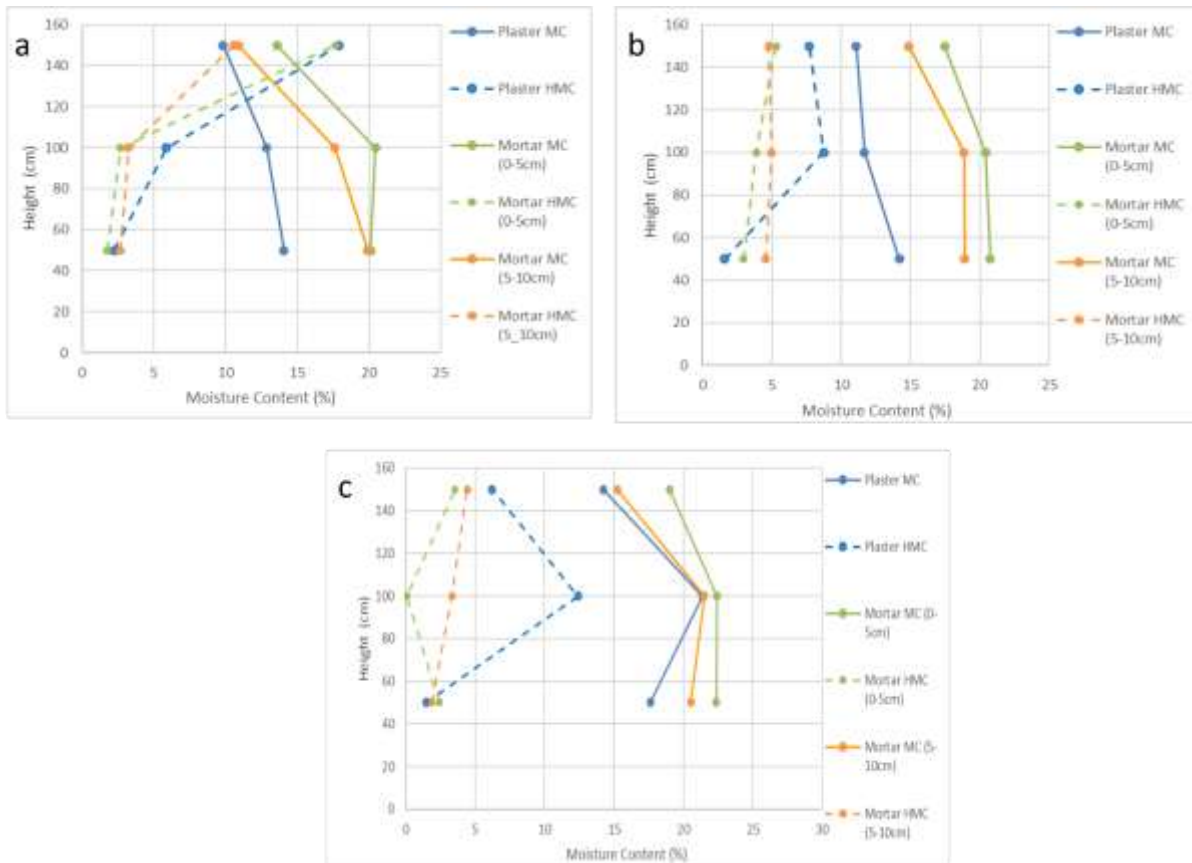 a
160
140
120
100
80
60
40
20
0
Height (cm)
0 5 10 15 20 25
Moisture Content (%)
Plaster MC
Plaster HMC
Mortar MC
(0-5cm)
Mortar HMC
(0-5cm)
Mortar MC
(5-10cm)
Mortar HMC
(5_10cm)
b
160
140
120
100
80
60
40
20
0
Height (cm)
0 5 10 15 20 25
Moisture Content (%)
Plaster MC
Plaster HMC
Mortar MC
(0-5cm)
Mortar HMC
(0-5cm)
Mortar MC
(5-10cm)
Mortar HMC
(5-10cm)
c
160
140
120
100
80
60
40
20
0
Height (cm)
0 5 10 15 20 25 30
Moisture Content (%)
Plaster MC
Plaster HMC
Mortar MC (0-
5cm)
Mortar HMC
(0-5cm)
Mortar MC (5-
10cm)
Mortar HMC
(5-10cm)